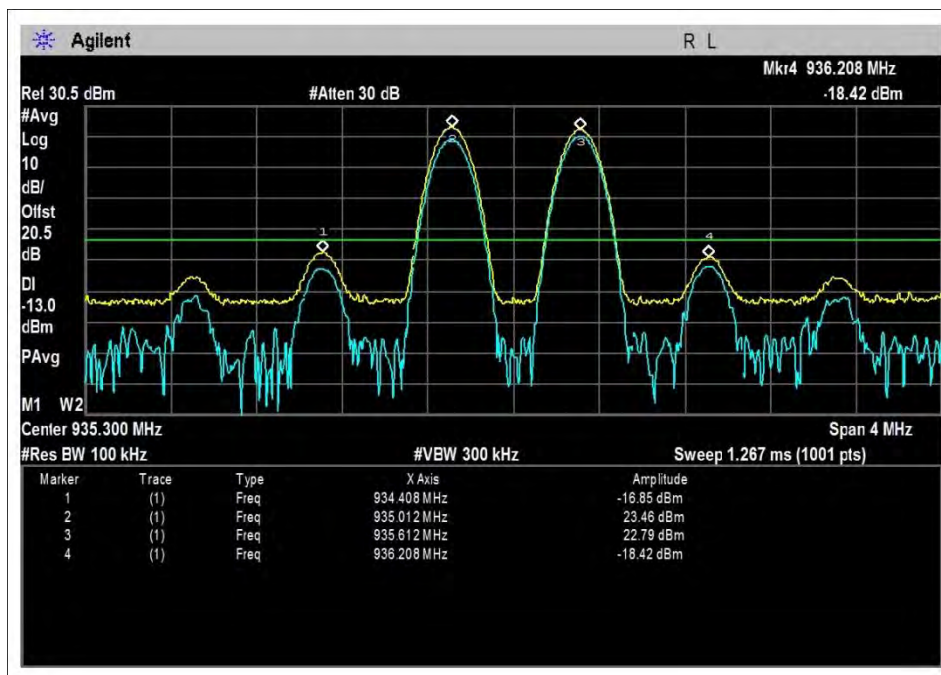 Agilent R L
Mkr4 936.208 MHz
Ref 30.5 dBm #Atten 30 dB -18.42 dBm
#Avg
Log
10
dB/
Offst
20.5
dB
DI
-13.0
dBm
PAvg
M1 W2
1
2
3
4
Center 935.300 MHz Span 4 MHz
#Res BW 100 kHz #VBW 300 kHz Sweep 1.267 ms (1001 pts)
Marker Trace Type X Axis Amplitude
1 (1) Freq 934.408 MHz -16.85 dBm
2 (1) Freq 935.012 MHz 23.46 dBm
3 (1) Freq 935.612 MHz 22.79 dBm
4 (1) Freq 936.208 MHz -18.42 dBm